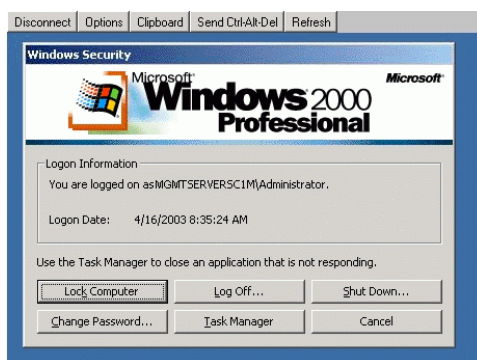 Disconnect Options Clipboard Send Ctrl-Alt-Del Refresh
Windows Security
Microsoft
Microsoft
Windows 2000
Professional
Logon Information
You are logged on asMGMTSERVERSC1M\Administrator.
Logon Date: 4/16/2003 8:35:24 AM
Use the Task Manager to close an application that is not responding.
Lock Computer Log Off... Shut Down...
Change Password... Task Manager Cancel